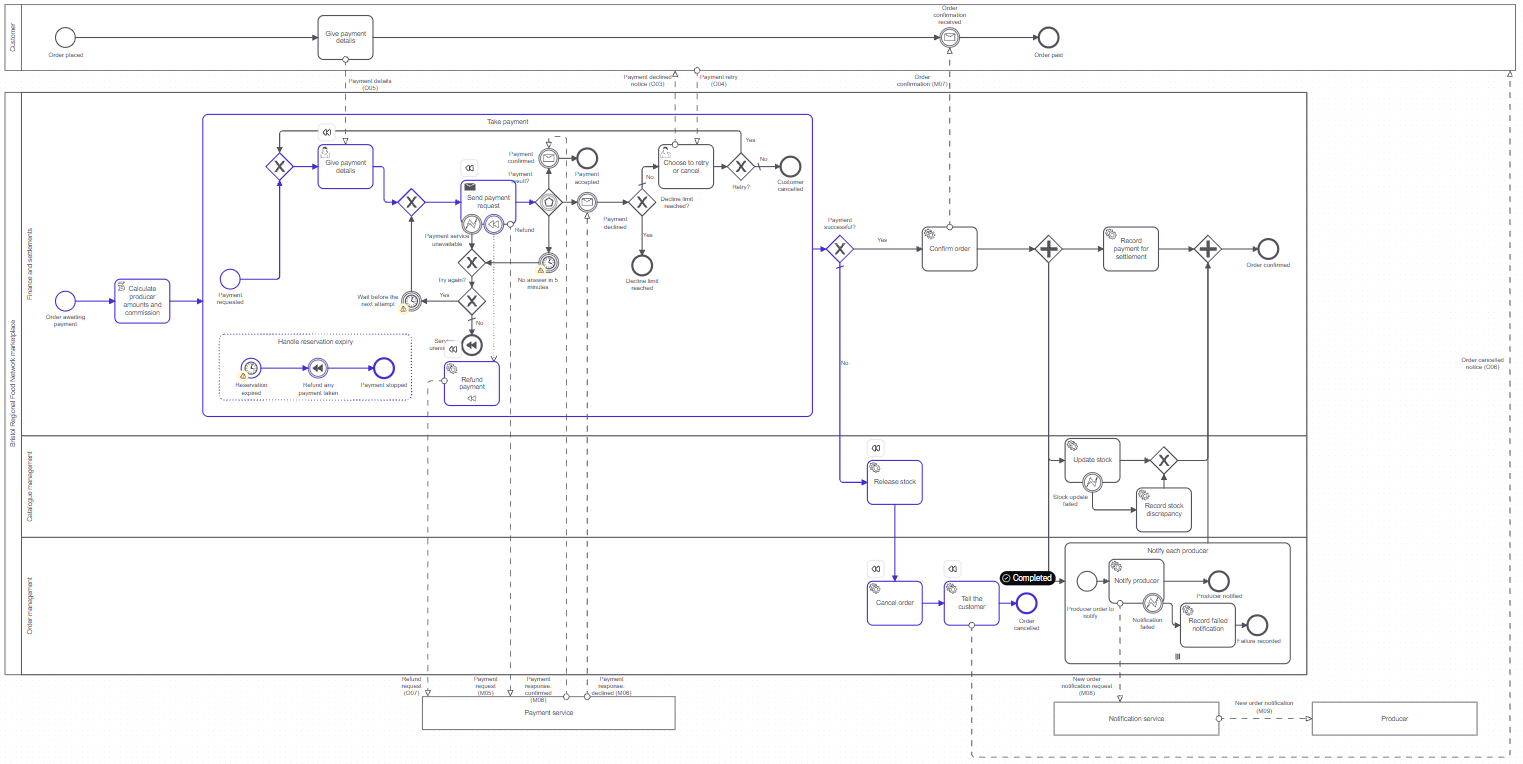 Customer
Order placed
Give payment
details
Order
confirmation
received
Order paid
Payment details
(O05)
Payment declined
notice (O03)
Payment retry
(O04)
Order
confirmation (M07)
Bristol Regional Food Network marketplace
Finance and settlements
Order awaiting
payment
Calculate
producer
amounts and
commission
Take payment
Payment
requested
Give payment
details
Send payment
request
Payment service
unavailable
Refund
Payment
confirmed
Payment
accepted
Payment
result?
Payment
declined
No answer in 5
minutes
Try again?
Yes
No
Wait before the
next attempt
Refund
payment
Choose to retry
or cancel
Decline limit
reached?
No
Yes
Decline limit
reached
Retry?
Yes
No
Customer
cancelled
Handle reservation expiry
Reservation
expired
Refund any
payment taken
Payment stopped
Payment
successful?
Yes
No
Confirm order
Record
payment for
settlement
Order confirmed
Order cancelled
notice (O06)
Catalogue management
Release stock
Update stock
Stock update
failed
Record stock
discrepancy
Order management
Cancel order
Tell the
customer
Completed
Order
cancelled
Notify each producer
Producer order to
notify
Notify producer
Notification
failed
Producer notified
Record failed
notification
Failure recorded
Refund
request
(O07)
Payment
request
(M05)
Payment
response:
confirmed
(M06)
Payment
response:
declined (M06)
Payment service
New order
notification request
(M08)
Notification service
New order notification
(M09)
Producer